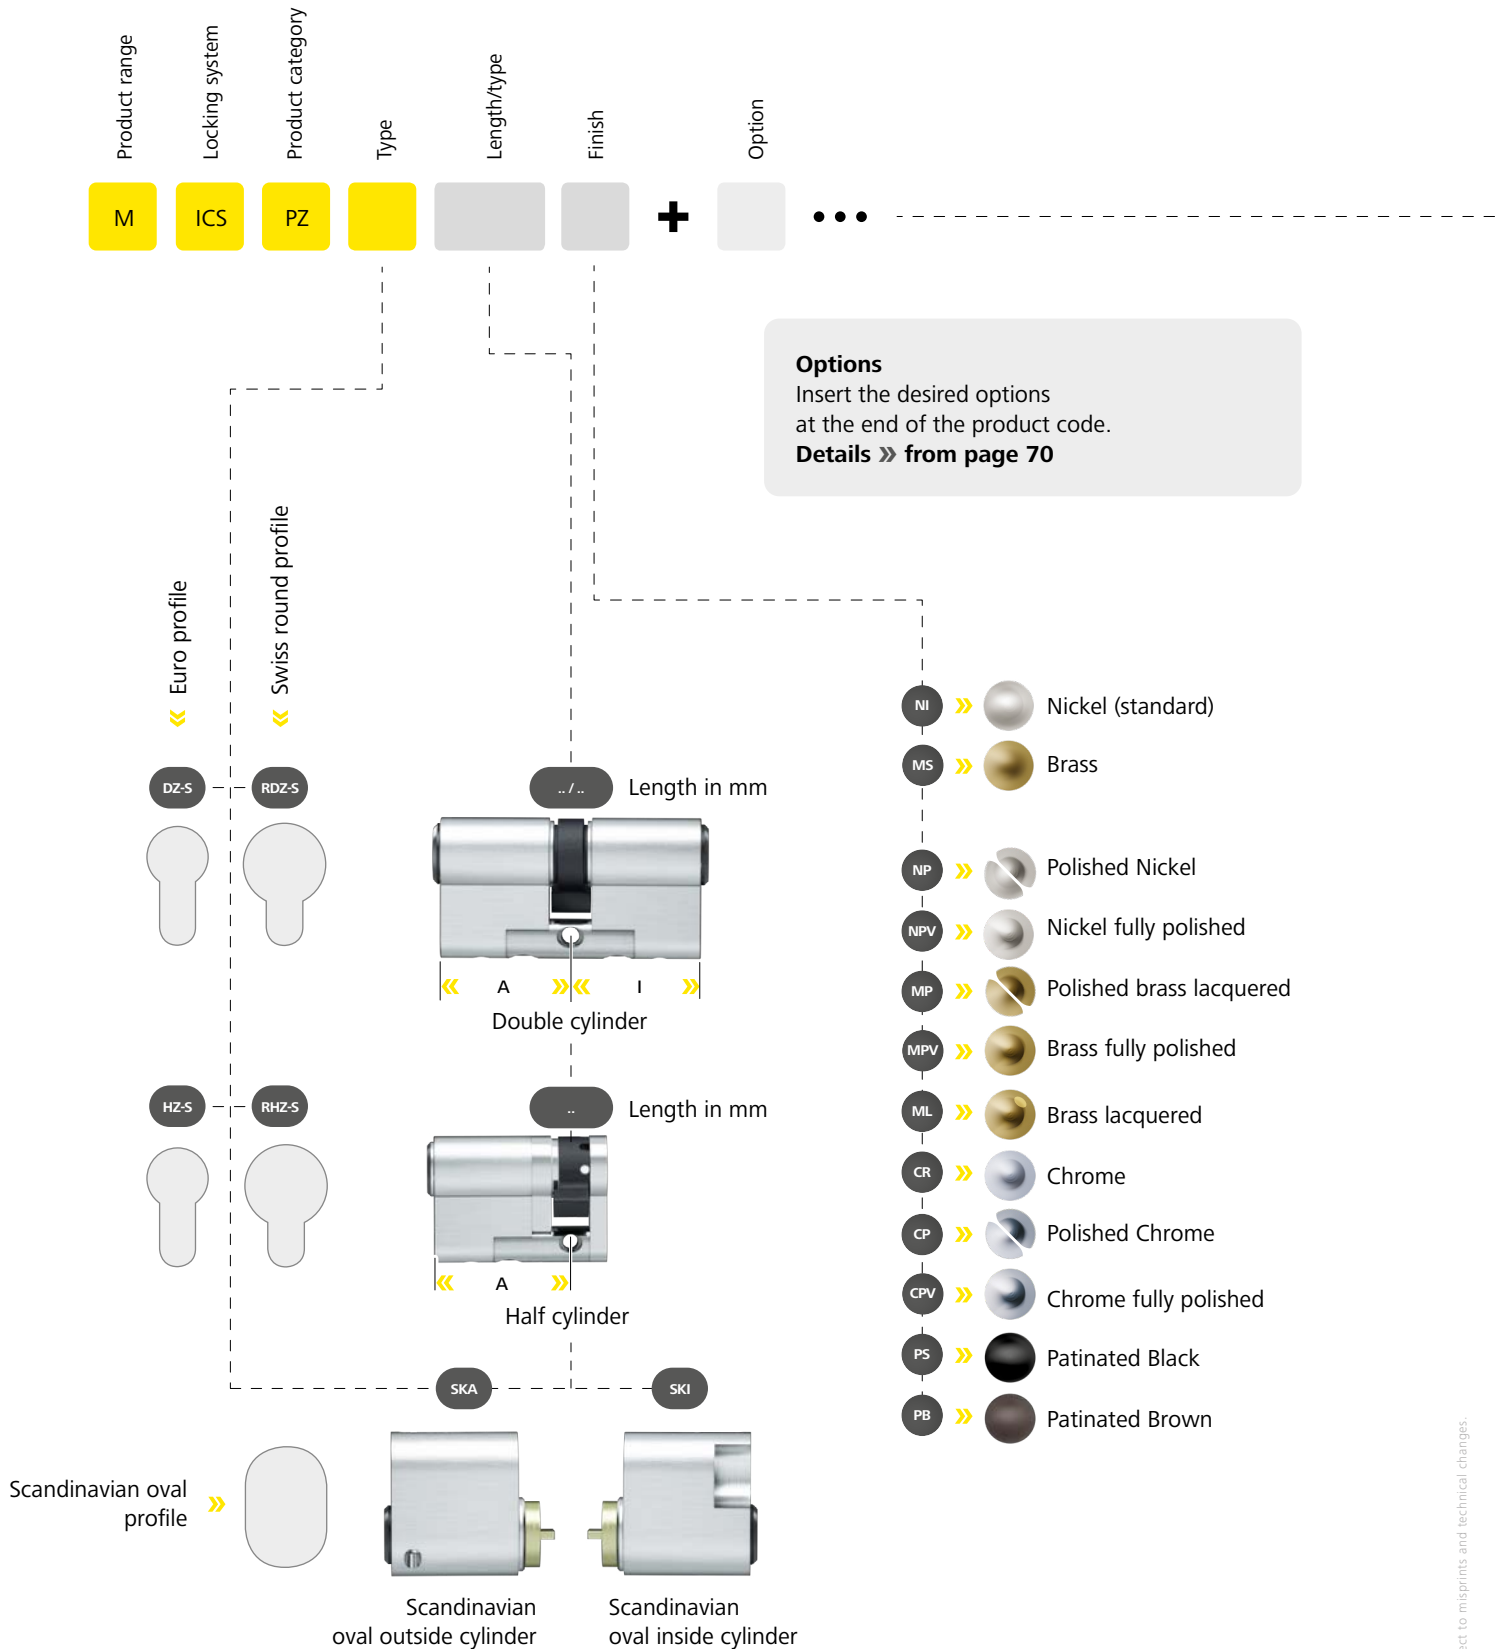 Product range
Locking system
Product category
Type
Length/type
Finish
Option
M
ICS
PZ
Options
Insert the desired options
at the end of the product code.
Details » from page 70
Euro profile
Swiss round profile
DZ-S
RDZ-S
.. / ..
Length in mm
A
I
Double cylinder
HZ-S
RHZ-S
..
Length in mm
A
Half cylinder
SKA
SKI
Scandinavian oval
profile
Scandinavian
oval outside cylinder
Scandinavian
oval inside cylinder
NI
Nickel (standard)
MS
Brass
NP
Polished Nickel
NPV
Nickel fully polished
MP
Polished brass lacquered
MPV
Brass fully polished
ML
Brass lacquered
CR
Chrome
CP
Polished Chrome
CPV
Chrome fully polished
PS
Patinated Black
PB
Patinated Brown
to misprints and technical changes.